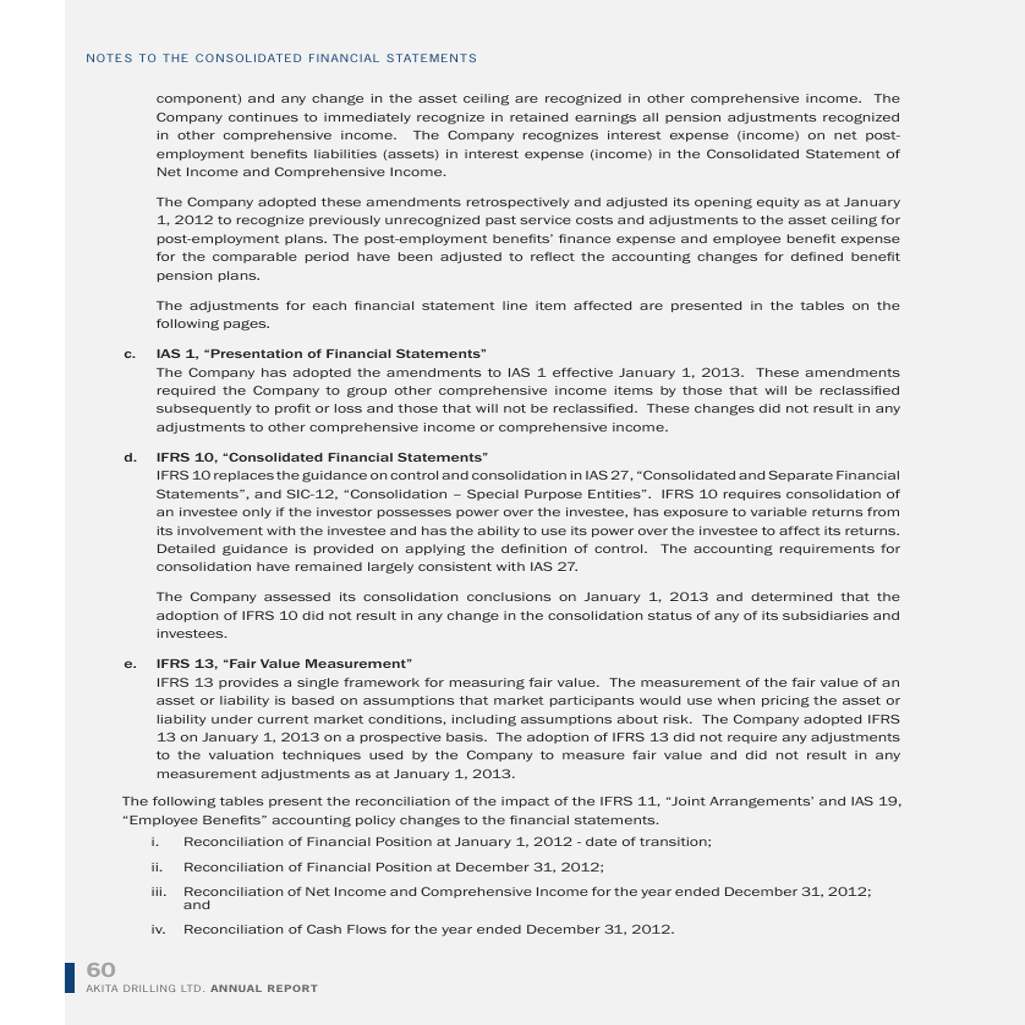 NOTES TO THE CONSOLIDATED FINANCIAL STATEMENTS
component) and any change in the asset ceiling are recognized in other comprehensive income. The
Company continues to immediately recognize in retained earnings all pension adjustments recognized
in other comprehensive income. The Company recognizes interest expense (income) on net post-
employment benefits liabilities (assets) in interest expense (income) in the Consolidated Statement of
Net Income and Comprehensive Income.
The Company adopted these amendments retrospectively and adjusted its opening equity as at January
1, 2012 to recognize previously unrecognized past service costs and adjustments to the asset ceiling for
post-employment plans. The post-employment benefits’ finance expense and employee benefit expense
for the comparable period have been adjusted to reflect the accounting changes for defined benefit
pension plans.
The adjustments for each financial statement line item affected are presented in the tables on the
following pages.
c. IAS 1, “Presentation of Financial Statements”
The Company has adopted the amendments to IAS 1 effective January 1, 2013. These amendments
required the Company to group other comprehensive income items by those that will be reclassified
subsequently to profit or loss and those that will not be reclassified. These changes did not result in any
adjustments to other comprehensive income or comprehensive income.
d. IFRS 10, “Consolidated Financial Statements”
IFRS 10 replaces the guidance on control and consolidation in IAS 27, “Consolidated and Separate Financial
Statements”, and SIC-12, “Consolidation – Special Purpose Entities”. IFRS 10 requires consolidation of
an investee only if the investor possesses power over the investee, has exposure to variable returns from
its involvement with the investee and has the ability to use its power over the investee to affect its returns.
Detailed guidance is provided on applying the definition of control. The accounting requirements for
consolidation have remained largely consistent with IAS 27.
The Company assessed its consolidation conclusions on January 1, 2013 and determined that the
adoption of IFRS 10 did not result in any change in the consolidation status of any of its subsidiaries and
investees.
e. IFRS 13, “Fair Value Measurement”
IFRS 13 provides a single framework for measuring fair value. The measurement of the fair value of an
asset or liability is based on assumptions that market participants would use when pricing the asset or
liability under current market conditions, including assumptions about risk. The Company adopted IFRS
13 on January 1, 2013 on a prospective basis. The adoption of IFRS 13 did not require any adjustments
to the valuation techniques used by the Company to measure fair value and did not result in any
measurement adjustments as at January 1, 2013.
The following tables present the reconciliation of the impact of the IFRS 11, “Joint Arrangements’ and IAS 19,
“Employee Benefits” accounting policy changes to the financial statements.
i. Reconciliation of Financial Position at January 1, 2012 - date of transition;
ii. Reconciliation of Financial Position at December 31, 2012;
iii. Reconciliation of Net Income and Comprehensive Income for the year ended December 31, 2012;
and
iv. Reconciliation of Cash Flows for the year ended December 31, 2012.
60
AKITA DRILLING LTD. ANNUAL REPORT